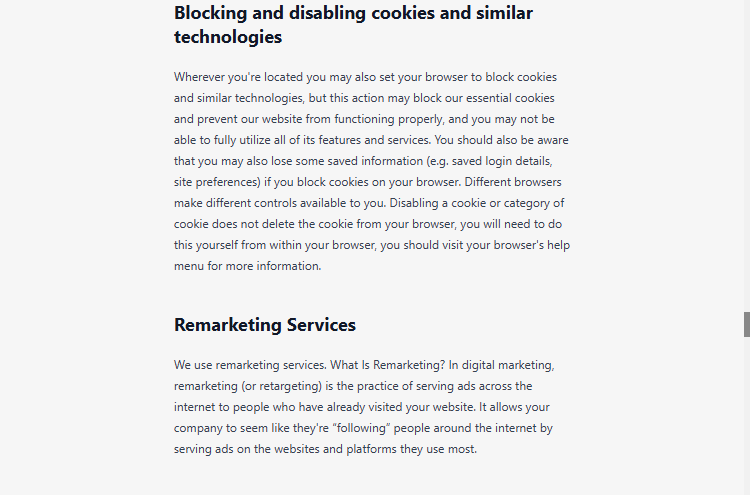 Blocking and disabling cookies and similar
technologies
Wherever you're located you may also set your browser to block cookies
and similar technologies, but this action may block our essential cookies
and prevent our website from functioning properly, and you may not be
able to fully utilize all of its features and services. You should also be aware
that you may also lose some saved information (e.g. saved login details,
site preferences) if you block cookies on your browser. Different browsers
make different controls available to you. Disabling a cookie or category of
cookie does not delete the cookie from your browser, you will need to do
this yourself from within your browser, you should visit your browser's help
menu for more information.
Remarketing Services
We use remarketing services. What Is Remarketing? In digital marketing,
remarketing (or retargeting) is the practice of serving ads across the
internet to people who have already visited your website. It allows your
company to seem like they're “following” people around the internet by
serving ads on the websites and platforms they use most.